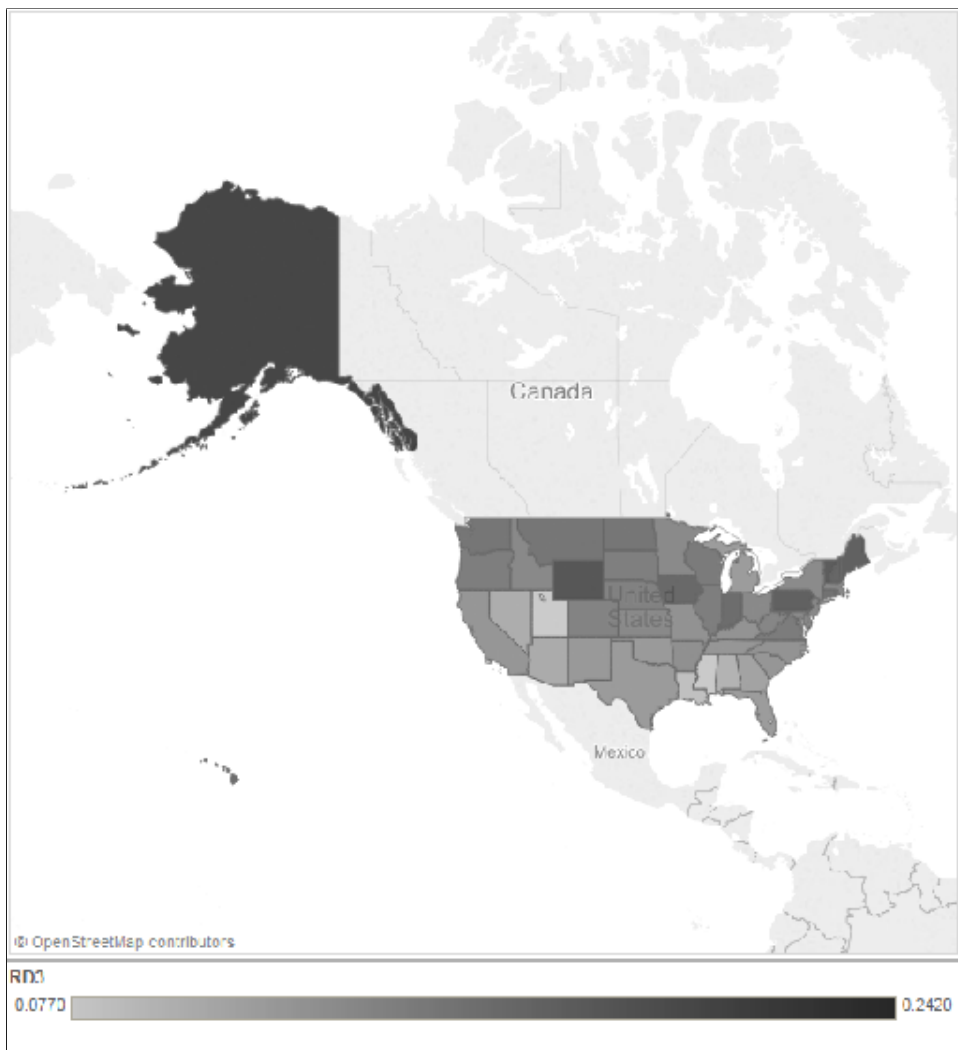 Canada
United
States
Mexico
© OpenStreetMap contributors
RD3
0.0770
0.2420